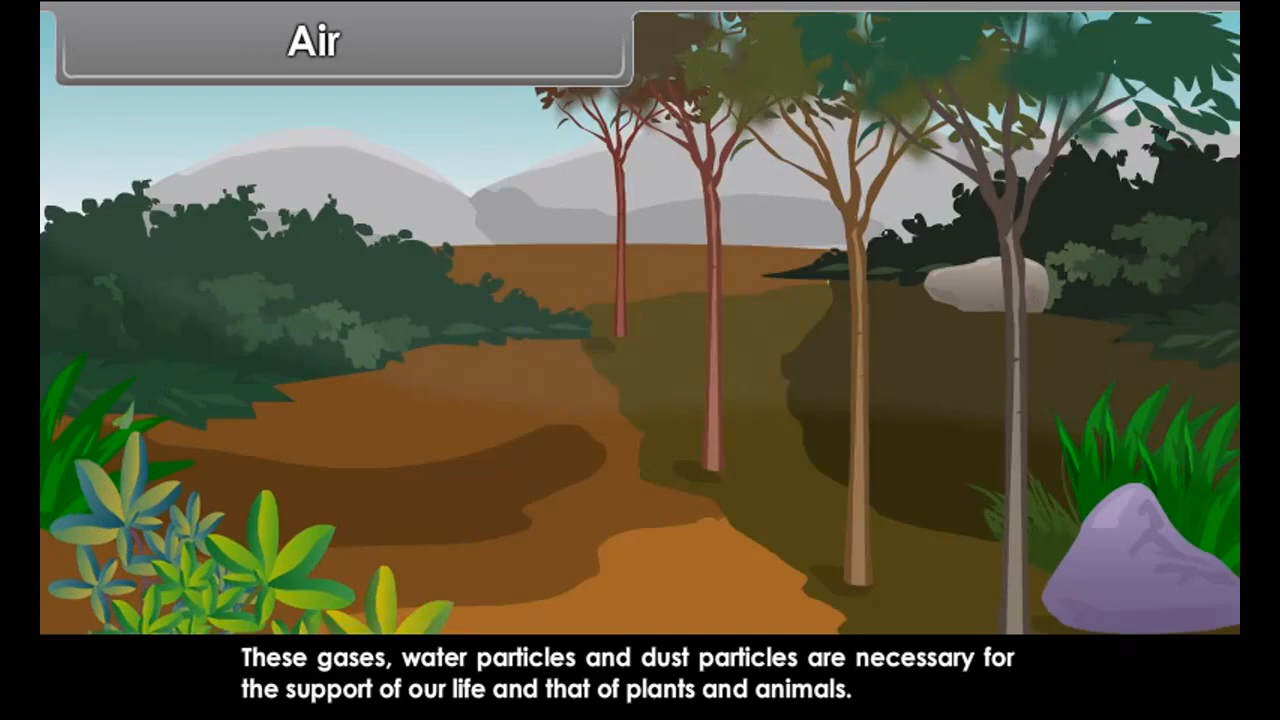 Air
These gases, water particles and dust particles are necessary for
the support of our life and that of plants and animals.